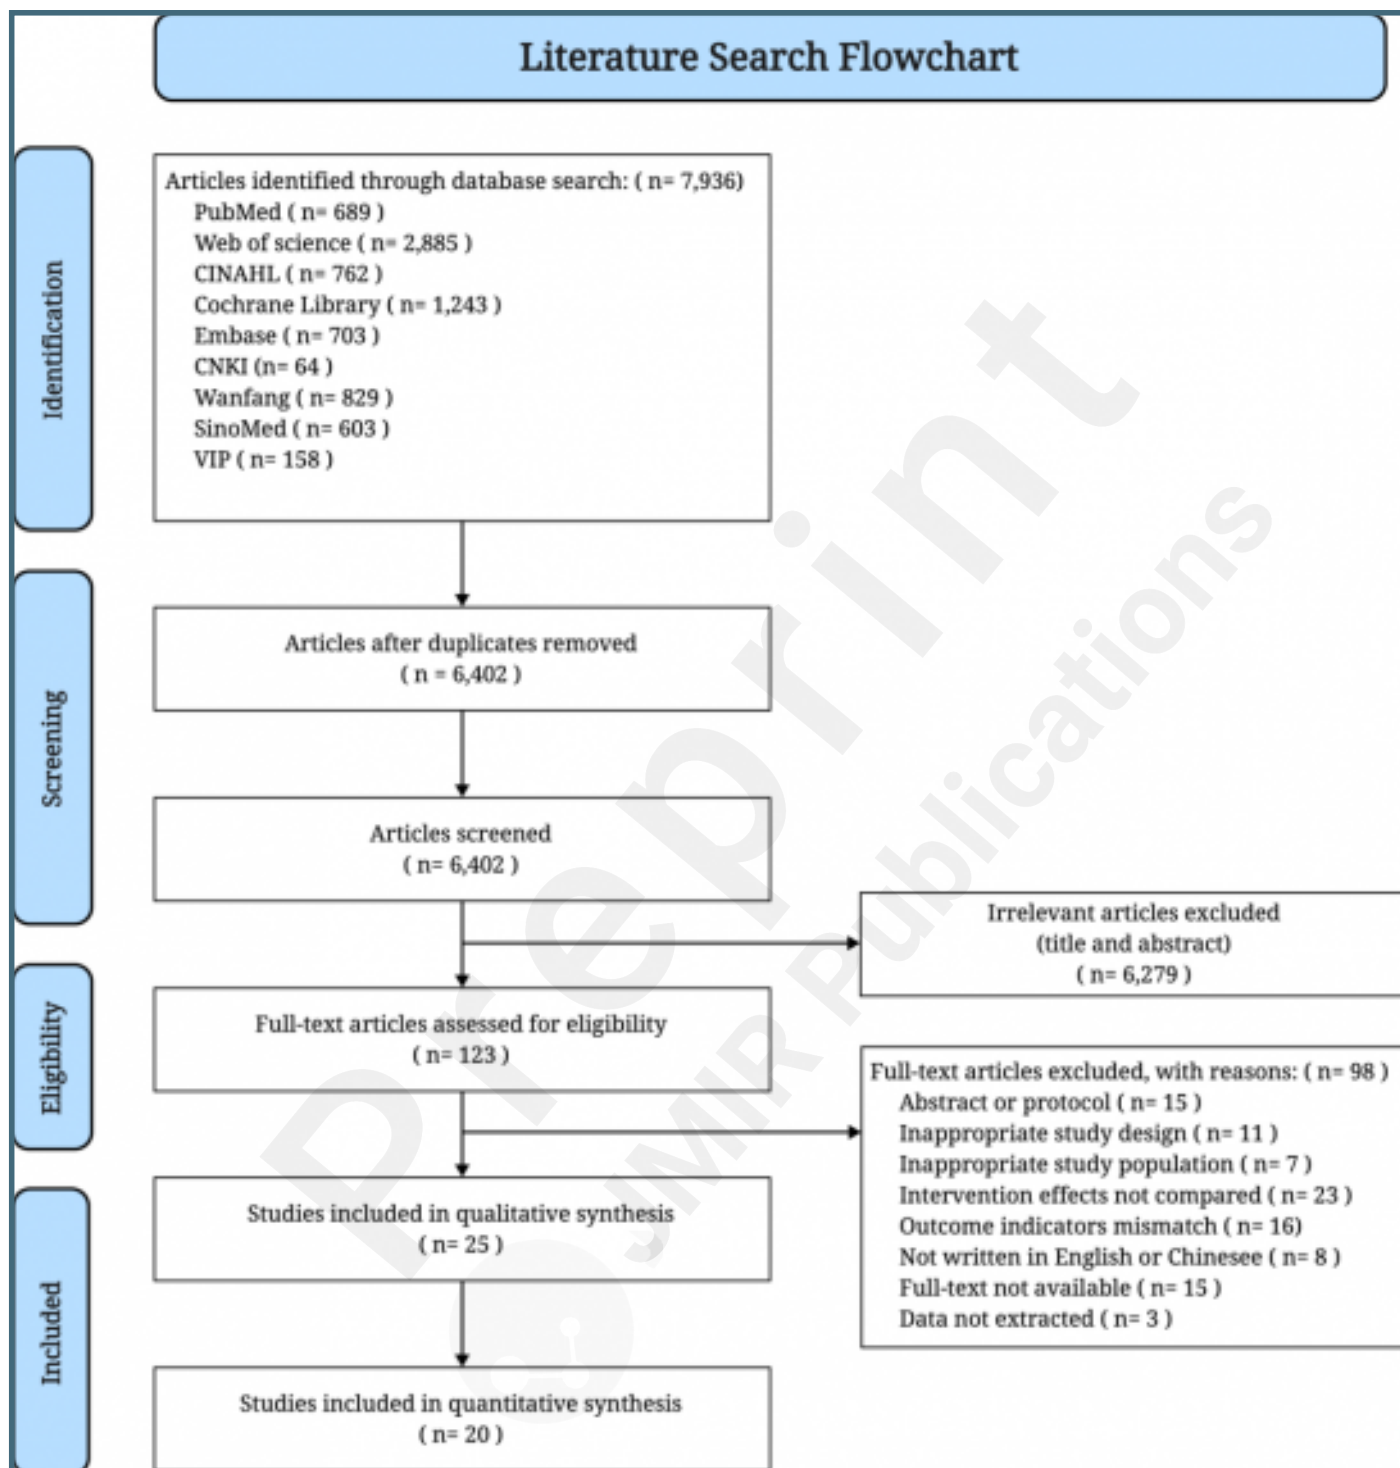 Literature Search Flowchart
Identification
Articles identified through database search: ( n= 7,936)
PubMed ( n= 689 )
Web of science ( n= 2,885 )
CINAHL ( n= 762 )
Cochrane Library ( n= 1,243 )
Embase ( n= 703 )
CNKI (n= 64 )
Wanfang ( n= 829 )
SinoMed ( n= 603 )
VIP ( n= 158 )
Screening
Articles after duplicates removed
( n = 6,402 )
Articles screened
( n= 6,402 )
Irrelevant articles excluded
(title and abstract)
( n= 6,279 )
Eligibility
Full-text articles assessed for eligibility
( n= 123 )
Full-text articles excluded, with reasons: ( n= 98 )
Abstract or protocol ( n= 15 )
Inappropriate study design ( n= 11 )
Inappropriate study population ( n= 7 )
Intervention effects not compared ( n= 23 )
Outcome indicators mismatch ( n= 16)
Not written in English or Chinesee ( n= 8 )
Full-text not available ( n= 15 )
Data not extracted ( n= 3 )
Included
Studies included in qualitative synthesis
( n= 25 )
Studies included in quantitative synthesis
( n= 20 )
Preprint
JMIR Publications